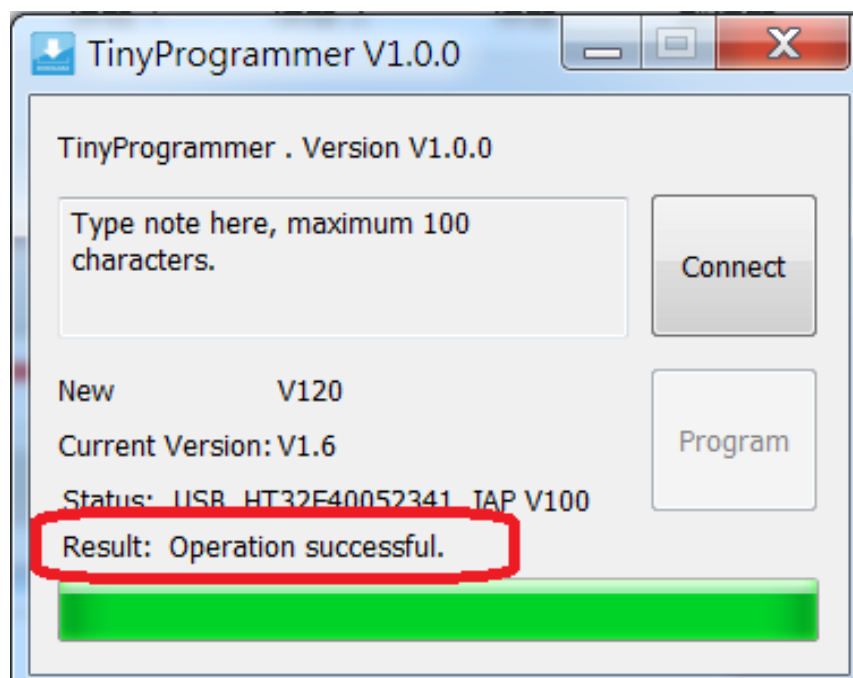 TinyProgrammer V1.0.0
TinyProgrammer . Version V1.0.0
Type note here, maximum 100
characters.
Connect
New V120
Current Version: V1.6
Program
Status: USB HT32F40052341 IAP V100
Result: Operation successful.